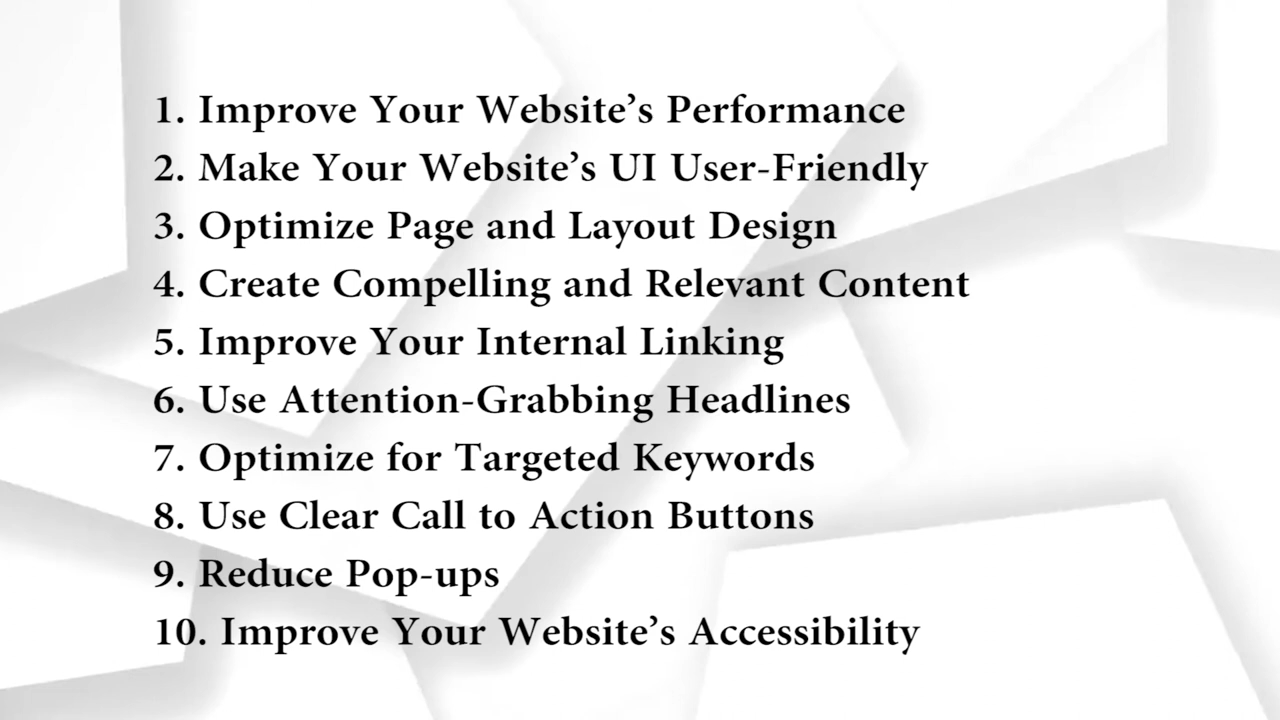 1. Improve Your Website’s Performance
2. Make Your Website’s UI User-Friendly
3. Optimize Page and Layout Design
4. Create Compelling and Relevant Content
5. Improve Your Internal Linking
6. Use Attention-Grabbing Headlines
7. Optimize for Targeted Keywords
8. Use Clear Call to Action Buttons
9. Reduce Pop-ups
10. Improve Your Website’s Accessibility